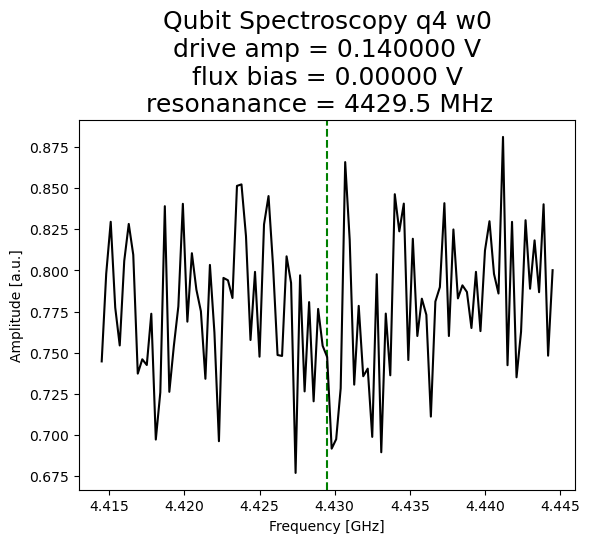 Qubit Spectroscopy q4 w0
drive amp = 0.140000 V
flux bias = 0.00000 V
resonanance = 4429.5 MHz
0.875
0.850
0.825
0.800
0.775
0.750
0.725
0.700
0.675
Amplitude [a.u.]
4.415 4.420 4.425 4.430 4.435 4.440 4.445
Frequency [GHz]